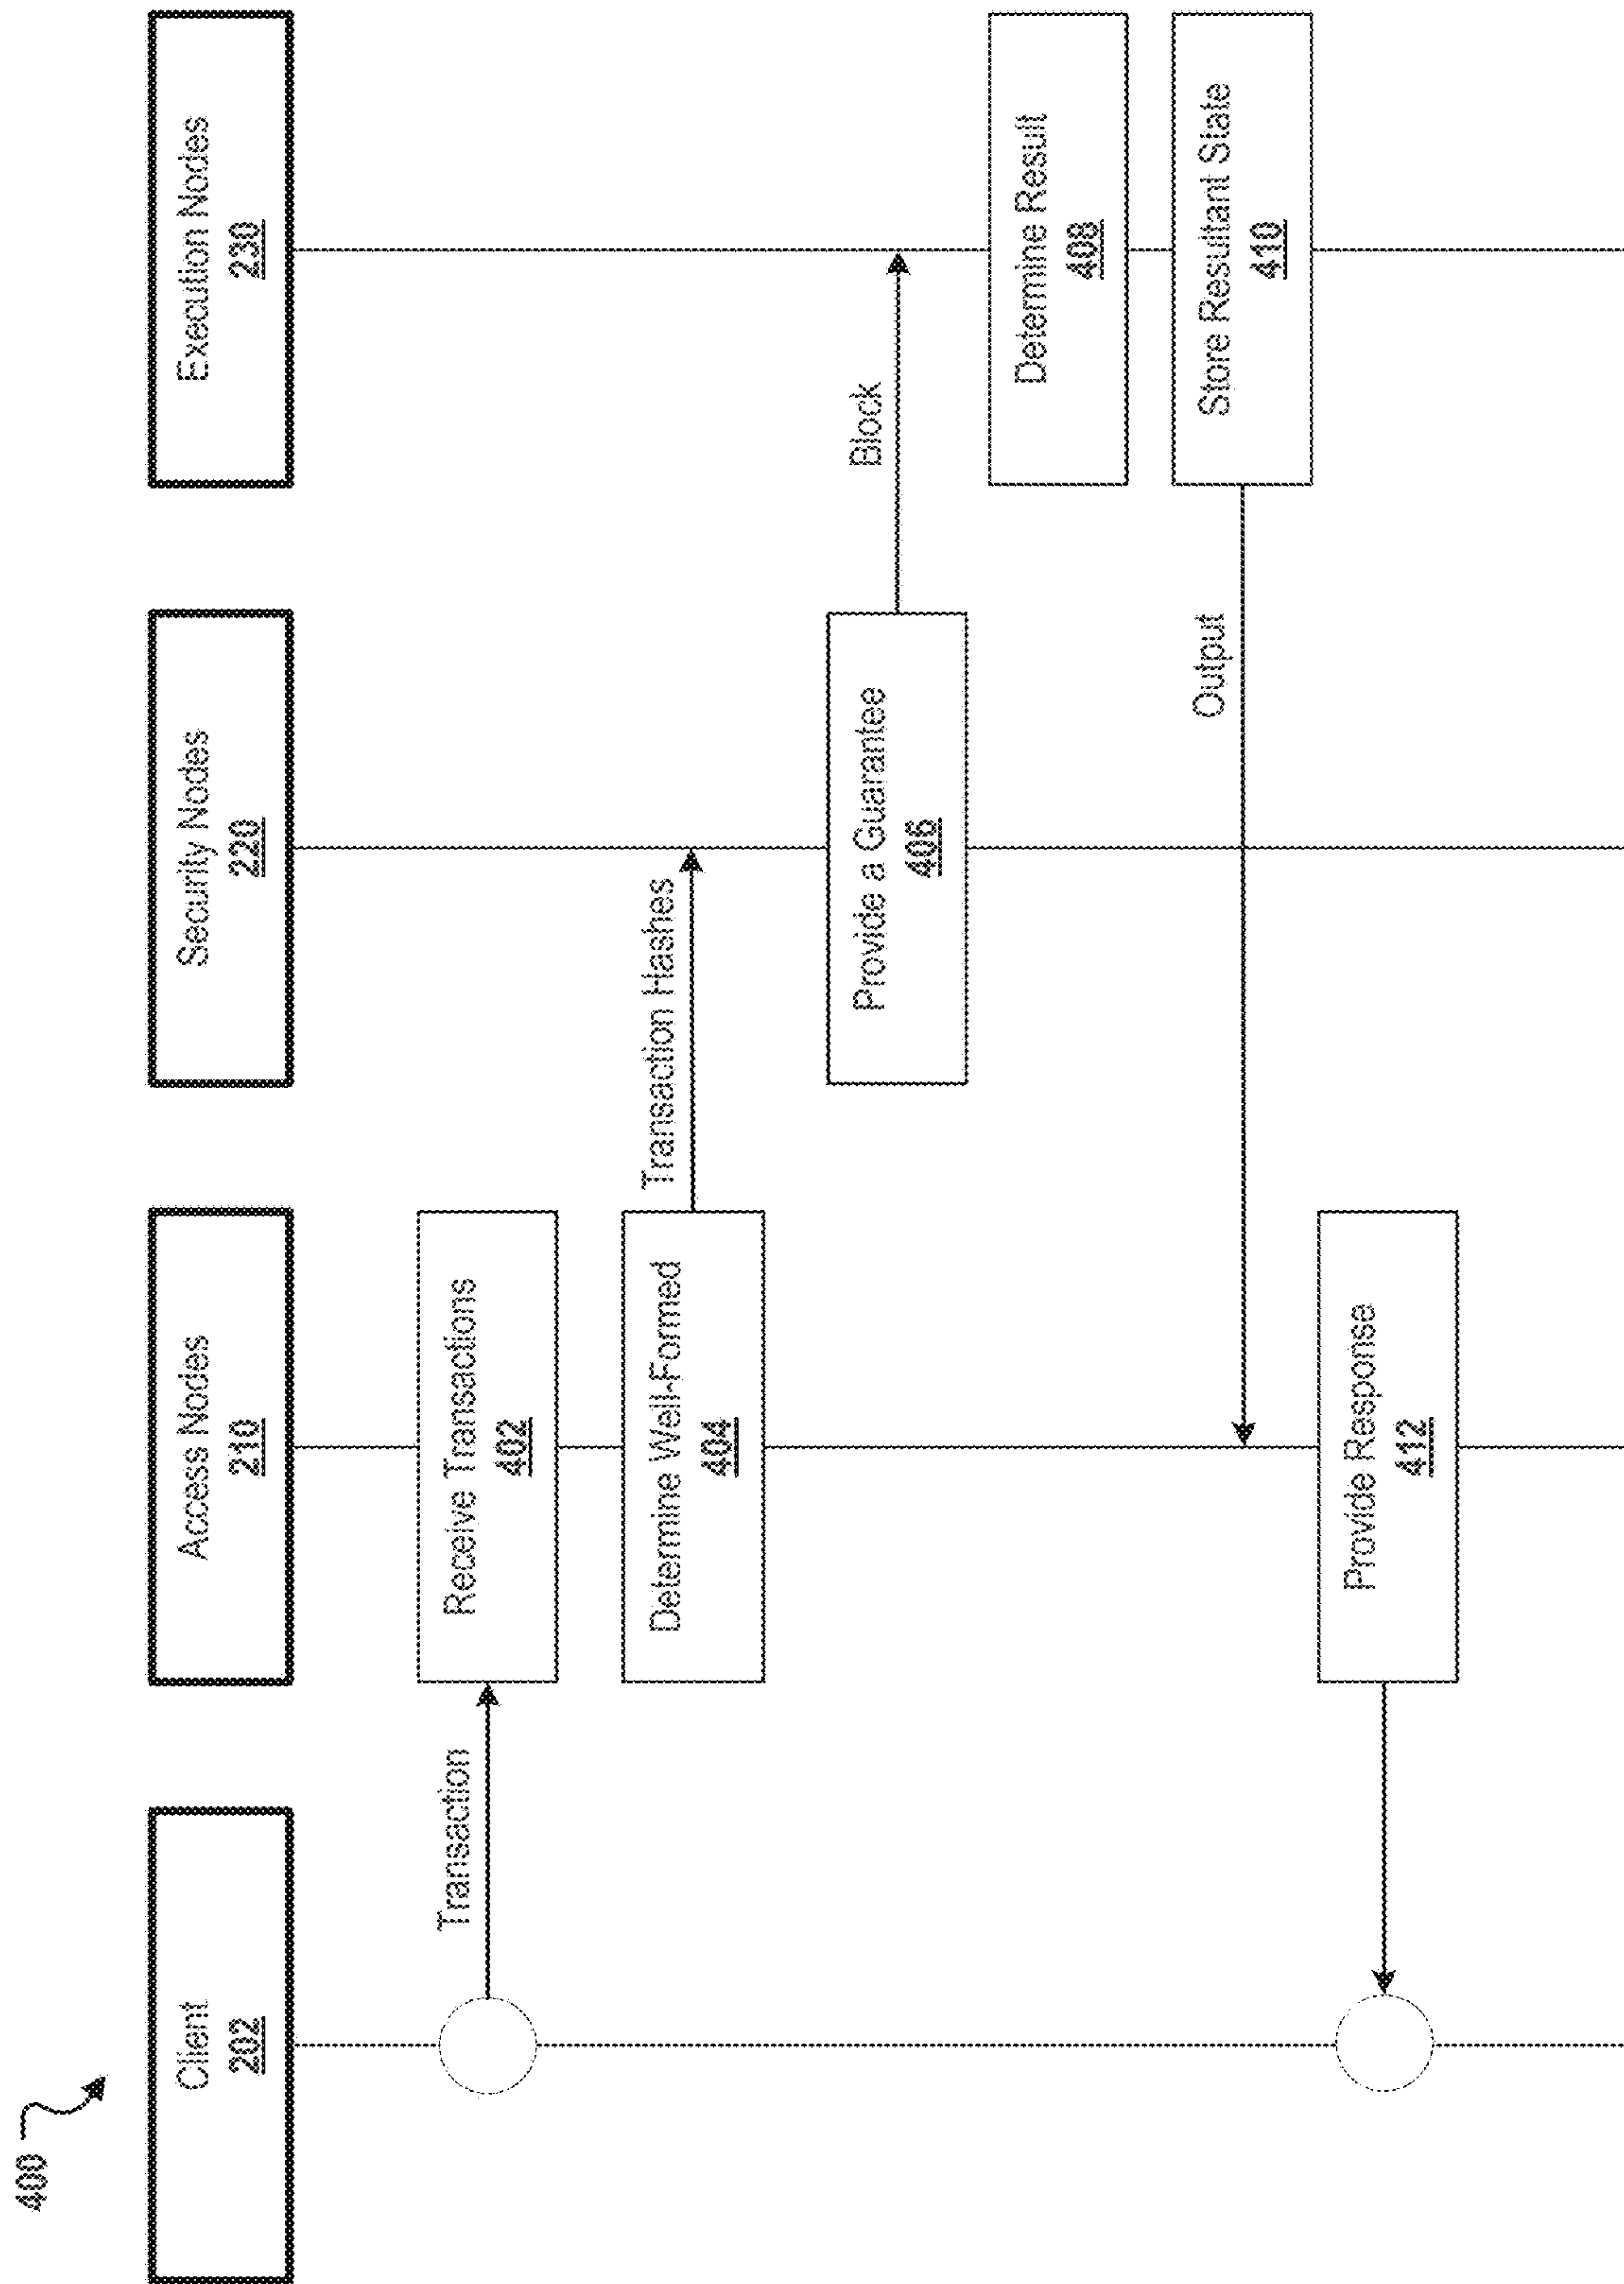 400
Client
202
Access Nodes
210
Security Nodes
220
Execution Nodes
230
Transaction
Receive Transactions
402
Determine Well-Formed
404
Transaction Hashes
Provide a Guarantee
406
Block
Determine Result
408
Store Resultant State
410
Output
Provide Response
412